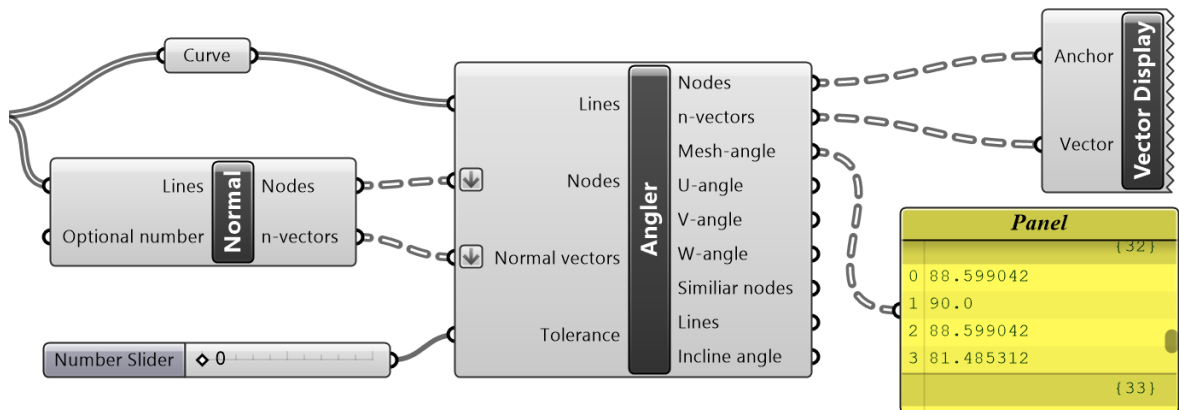 Curve
Lines
Optional number
Normal
Nodes
n-vectors
Number Slider
0
Lines
Nodes
Normal vectors
Tolerance
Angler
Nodes
n-vectors
Mesh-angle
U-angle
V-angle
W-angle
Similiar nodes
Lines
Incline angle
Anchor
Vector
Vector Display
Panel
{32}
0 88.599042
1 90.0
2 88.599042
3 81.485312
{33}